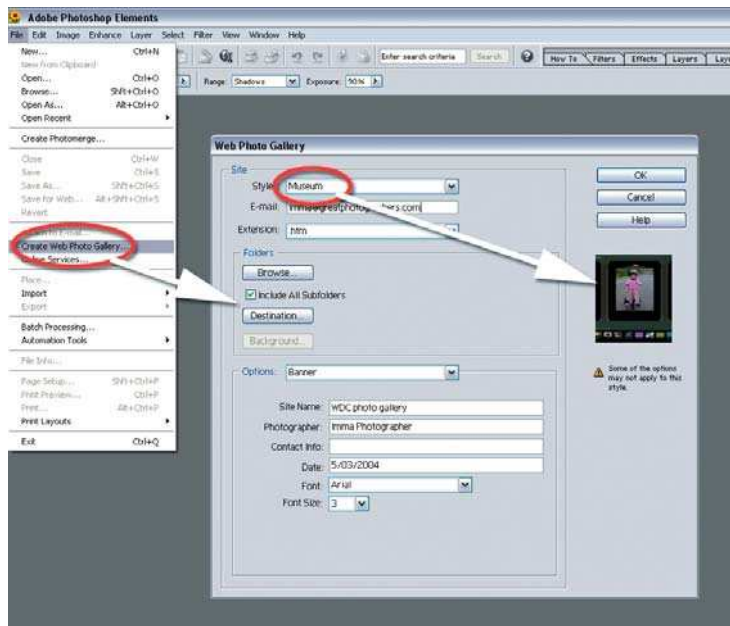 Adobe Photoshop Elements
File Edit Image Enhance Layer Select Filter View Window Help
Enter search criteria Search
How To Filters Effects Layers
Range: Shadows Exposure: 50%
New... Ctrl+N
New from Clipboard
Open... Ctrl+O
Browse... Shft+Ctrl+O
Open As... Alt+Ctrl+O
Open Recent
Create Photomerge...
Close Ctrl+W
Save Ctrl+S
Save As... Shft+Ctrl+S
Save for Web... Alt+Shft+Ctrl+S
Revert
Create Web Photo Gallery...
Online Services...
Place...
Import
Export
Batch Processing...
Automation Tools
File Info...
Page Setup... Shft+Ctrl+P
Print Preview... Ctrl+P
Print... Alt+Ctrl+P
Print Layouts
Exit Ctrl+Q
Web Photo Gallery
Site
Style: Museum
E-mail:
Extension: .htm
Folders
Browse...
Include All Subfolders
Destination...
Background...
Options: Banner
Site Name: WDC photo gallery
Photographer: Imma Photographer
Contact Info:
Date: 5/03/2004
Font: Arial
Font Size: 3
OK
Cancel
Help
Some of the options
may not apply to this
style.